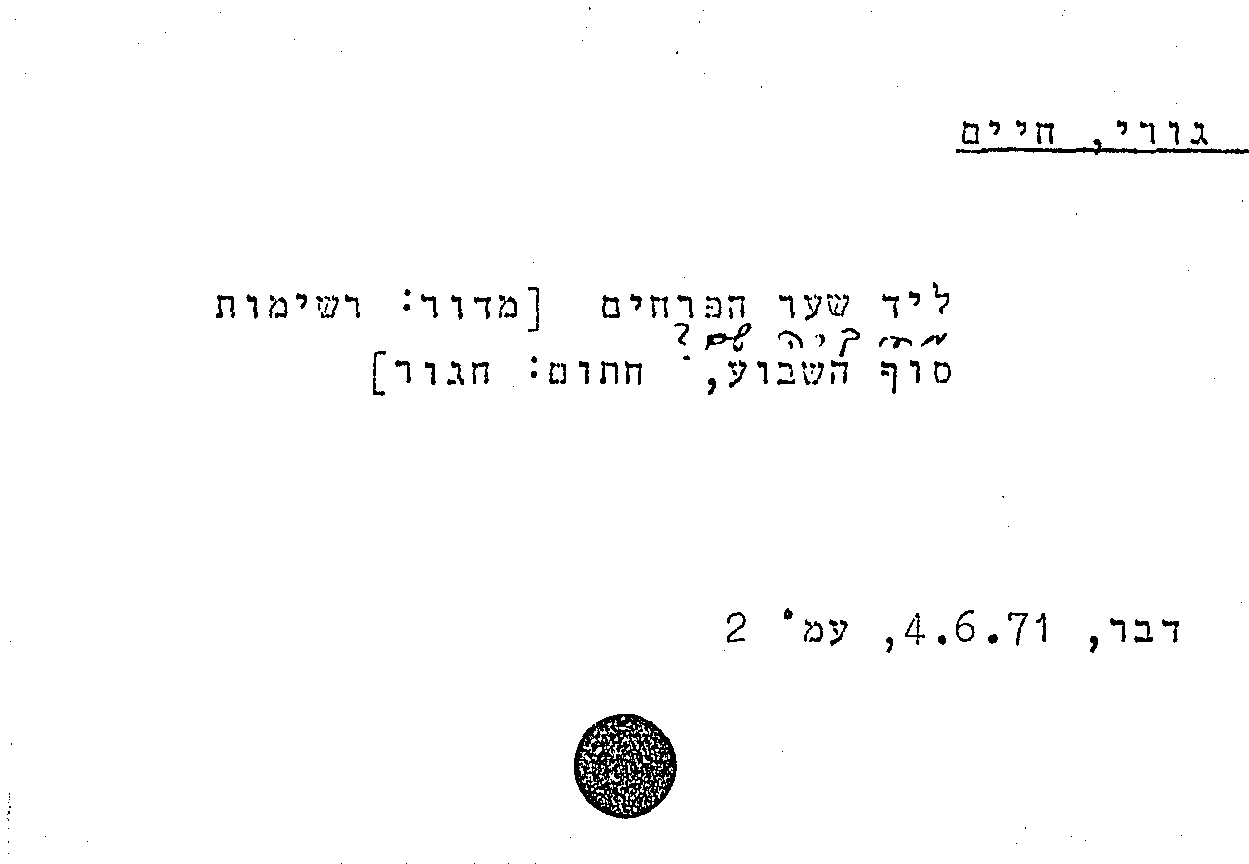 גורי, חיים
ליד שער הפרחים [מדור: רשימות
מה היה שם?
סוף השבוע, חתום: חגור]
דבר, 4.6.71, עמ' 2